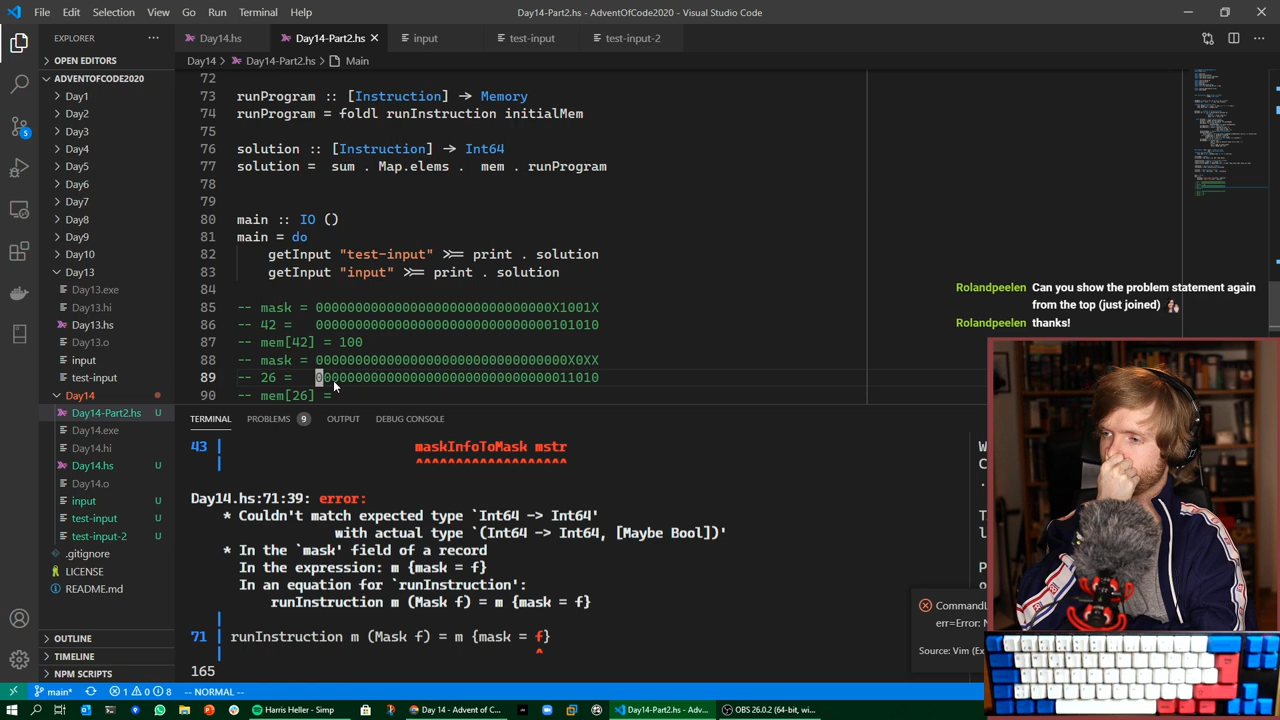 File Edit Selection View Go Run Terminal Help
Day14-Part2.hs - AdventOfCode2020 - Visual Studio Code
EXPLORER
OPEN EDITORS
ADVENTOFCODE2020
Day1
Day2
Day3
Day4
Day5
Day6
Day7
Day8
Day9
Day10
Day13
Day13.exe
Day13.hi
Day13.hs
Day13.o
input
test-input
Day14
Day14-Part2.hs U
Day14.exe
Day14.hi
Day14.hs U
Day14.o
input U
test-input U
test-input-2 U
.gitignore
LICENSE
README.md
OUTLINE
TIMELINE
NPM SCRIPTS
5
Day14.hs Day14-Part2.hs input test-input test-input-2
Day14 > Day14-Part2.hs > Main
72
73 runProgram :: [Instruction] -> Memory
74 runProgram = foldl runInstruction initialMem
75
76 solution :: [Instruction] -> Int64
77 solution = sum . Map.elems . mem . runProgram
78
79
80 main :: IO ()
81 main = do
82 getInput "test-input" >>= print . solution
83 getInput "input" >>= print . solution
84
85 -- mask = 000000000000000000000000000000X1001X
86 -- 42 = 000000000000000000000000000000101010
87 -- mem[42] = 100
88 -- mask = 00000000000000000000000000000000X0XX
89 -- 26 = 000000000000000000000000000000011010
90 -- mem[26] =
Rolandpeelen Can you show the problem statement again
from the top (just joined)
Rolandpeelen thanks!
TERMINAL PROBLEMS 9 OUTPUT DEBUG CONSOLE
43 | maskInfoToMask mstr
| ^^^^^^^^^^^^^^^^^^^
Day14.hs:71:39: error:
* Couldn't match expected type `Int64 -> Int64'
with actual type `(Int64 -> Int64, [Maybe Bool])'
* In the `mask' field of a record
In the expression: m {mask = f}
In an equation for `runInstruction':
runInstruction m (Mask f) = m {mask = f}
|
71 | runInstruction m (Mask f) = m {mask = f}
| ^
165
CommandL
err=Error: N
Source: Vim (Ex
main* 1 0 8 -- NORMAL --
Harris Heller - Simp
Day 14 - Advent of C...
Day14-Part2.hs - Adv...
OBS 26.0.2 (64-bit, w...